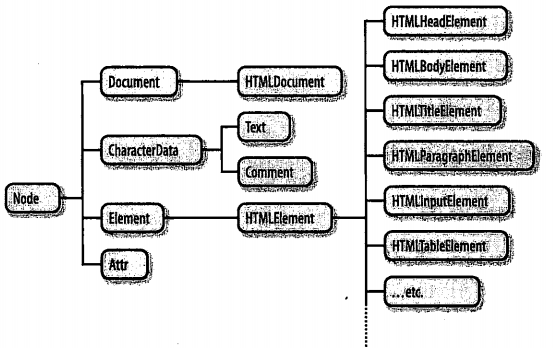 Node
Document
CharacterData
Element
Attr
HTMLDocument
Text
Comment
HTMLElement
HTMLHeadElement
HTMLBodyElement
HTMLTitleElement
HTMLParagraphElement
HTMLInputElement
HTMLTableElement
...etc.